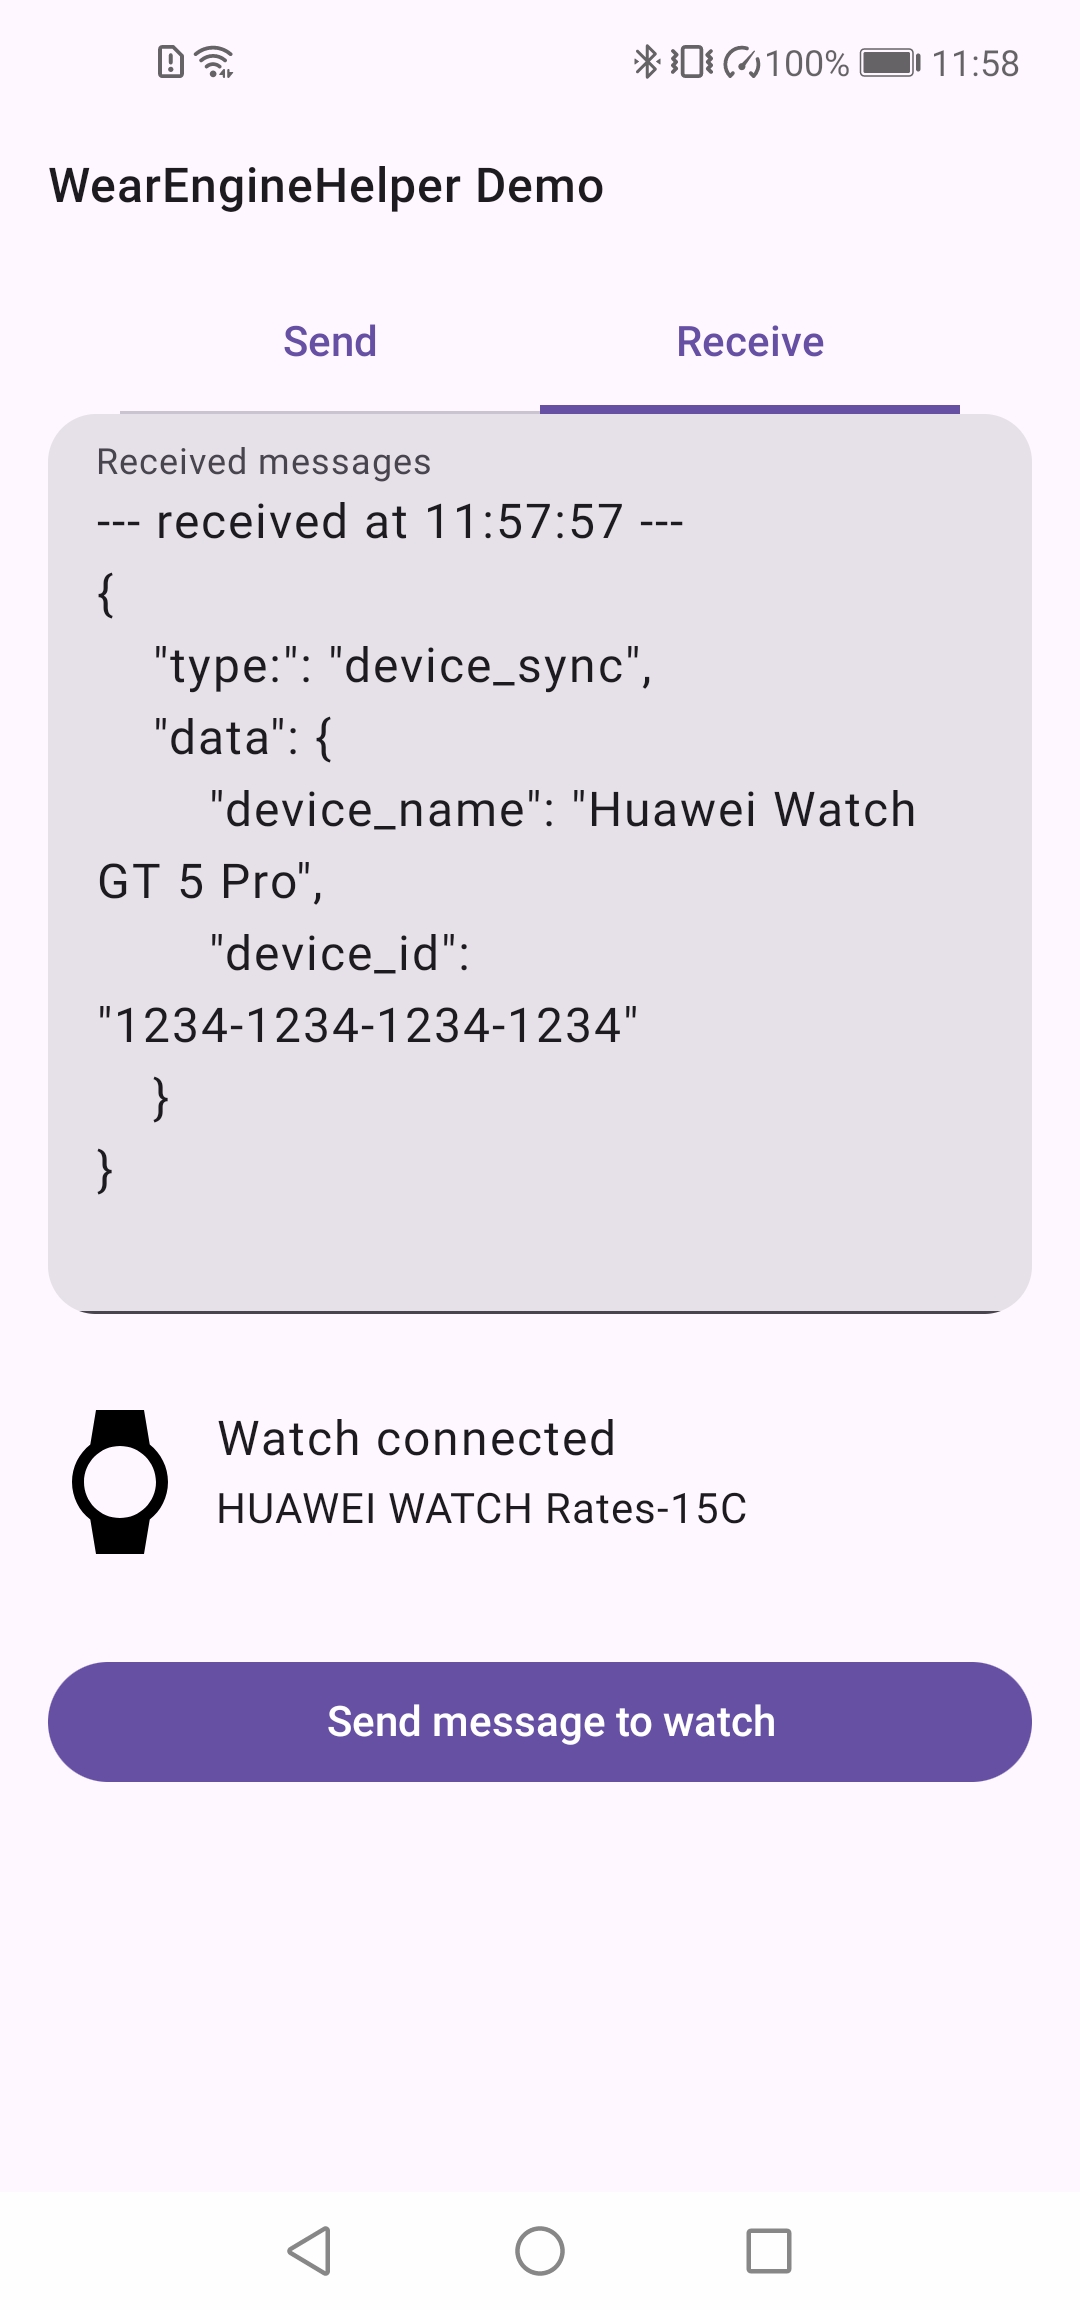 100% 11:58
WearEngineHelper Demo
Send Receive
Received messages
--- received at 11:57:57 ---
{
"type:": "device_sync",
"data": {
"device_name": "Huawei Watch
GT 5 Pro",
"device_id":
"1234-1234-1234-1234"
}
}
Watch connected
HUAWEI WATCH Rates-15C
Send message to watch